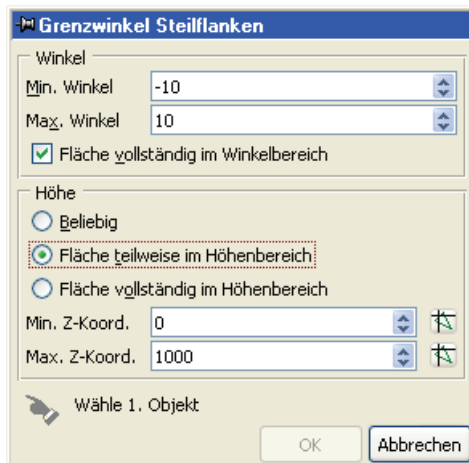 Grenzwinkel Steilflanken
Winkel
Min. Winkel -10
Max. Winkel 10
Fläche vollständig im Winkelbereich
Höhe
Beliebig
Fläche teilweise im Höhenbereich
Fläche vollständig im Höhenbereich
Min. Z-Koord. 0
Max. Z-Koord. 1000
Wähle 1. Objekt
OK Abbrechen